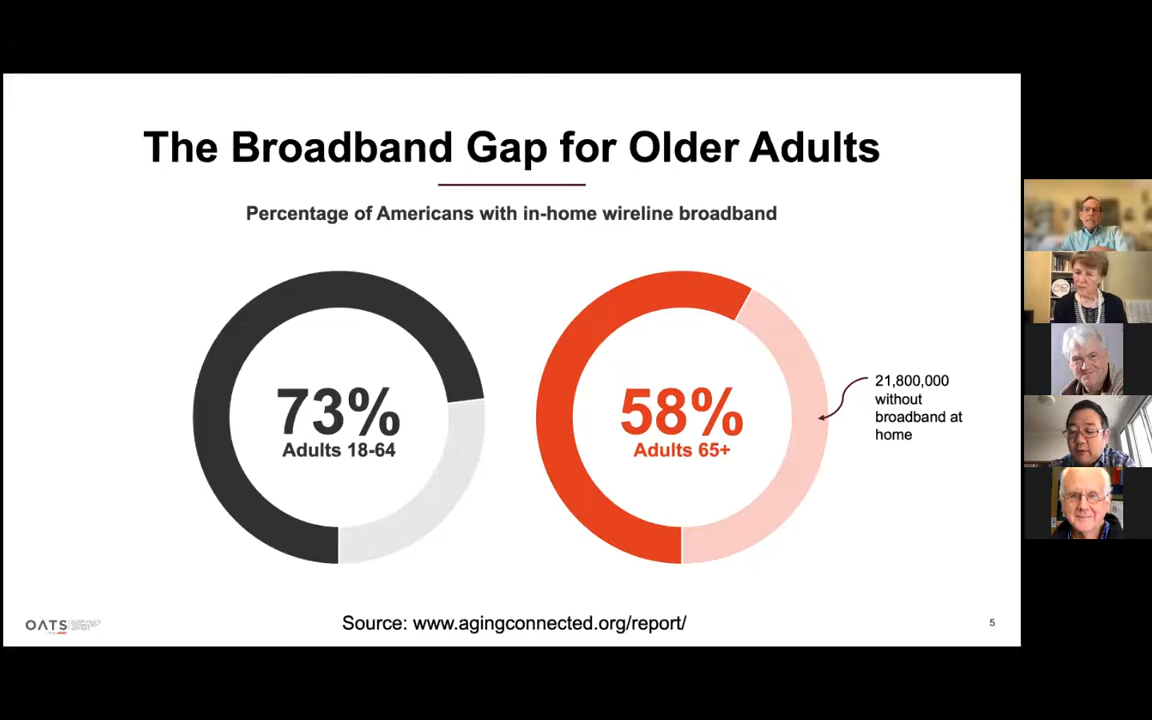 The Broadband Gap for Older Adults
Percentage of Americans with in-home wireline broadband
73%
Adults 18-64
58%
Adults 65+
21,800,000
without
broadband at
home
OATS
Source: www.agingconnected.org/report/
5